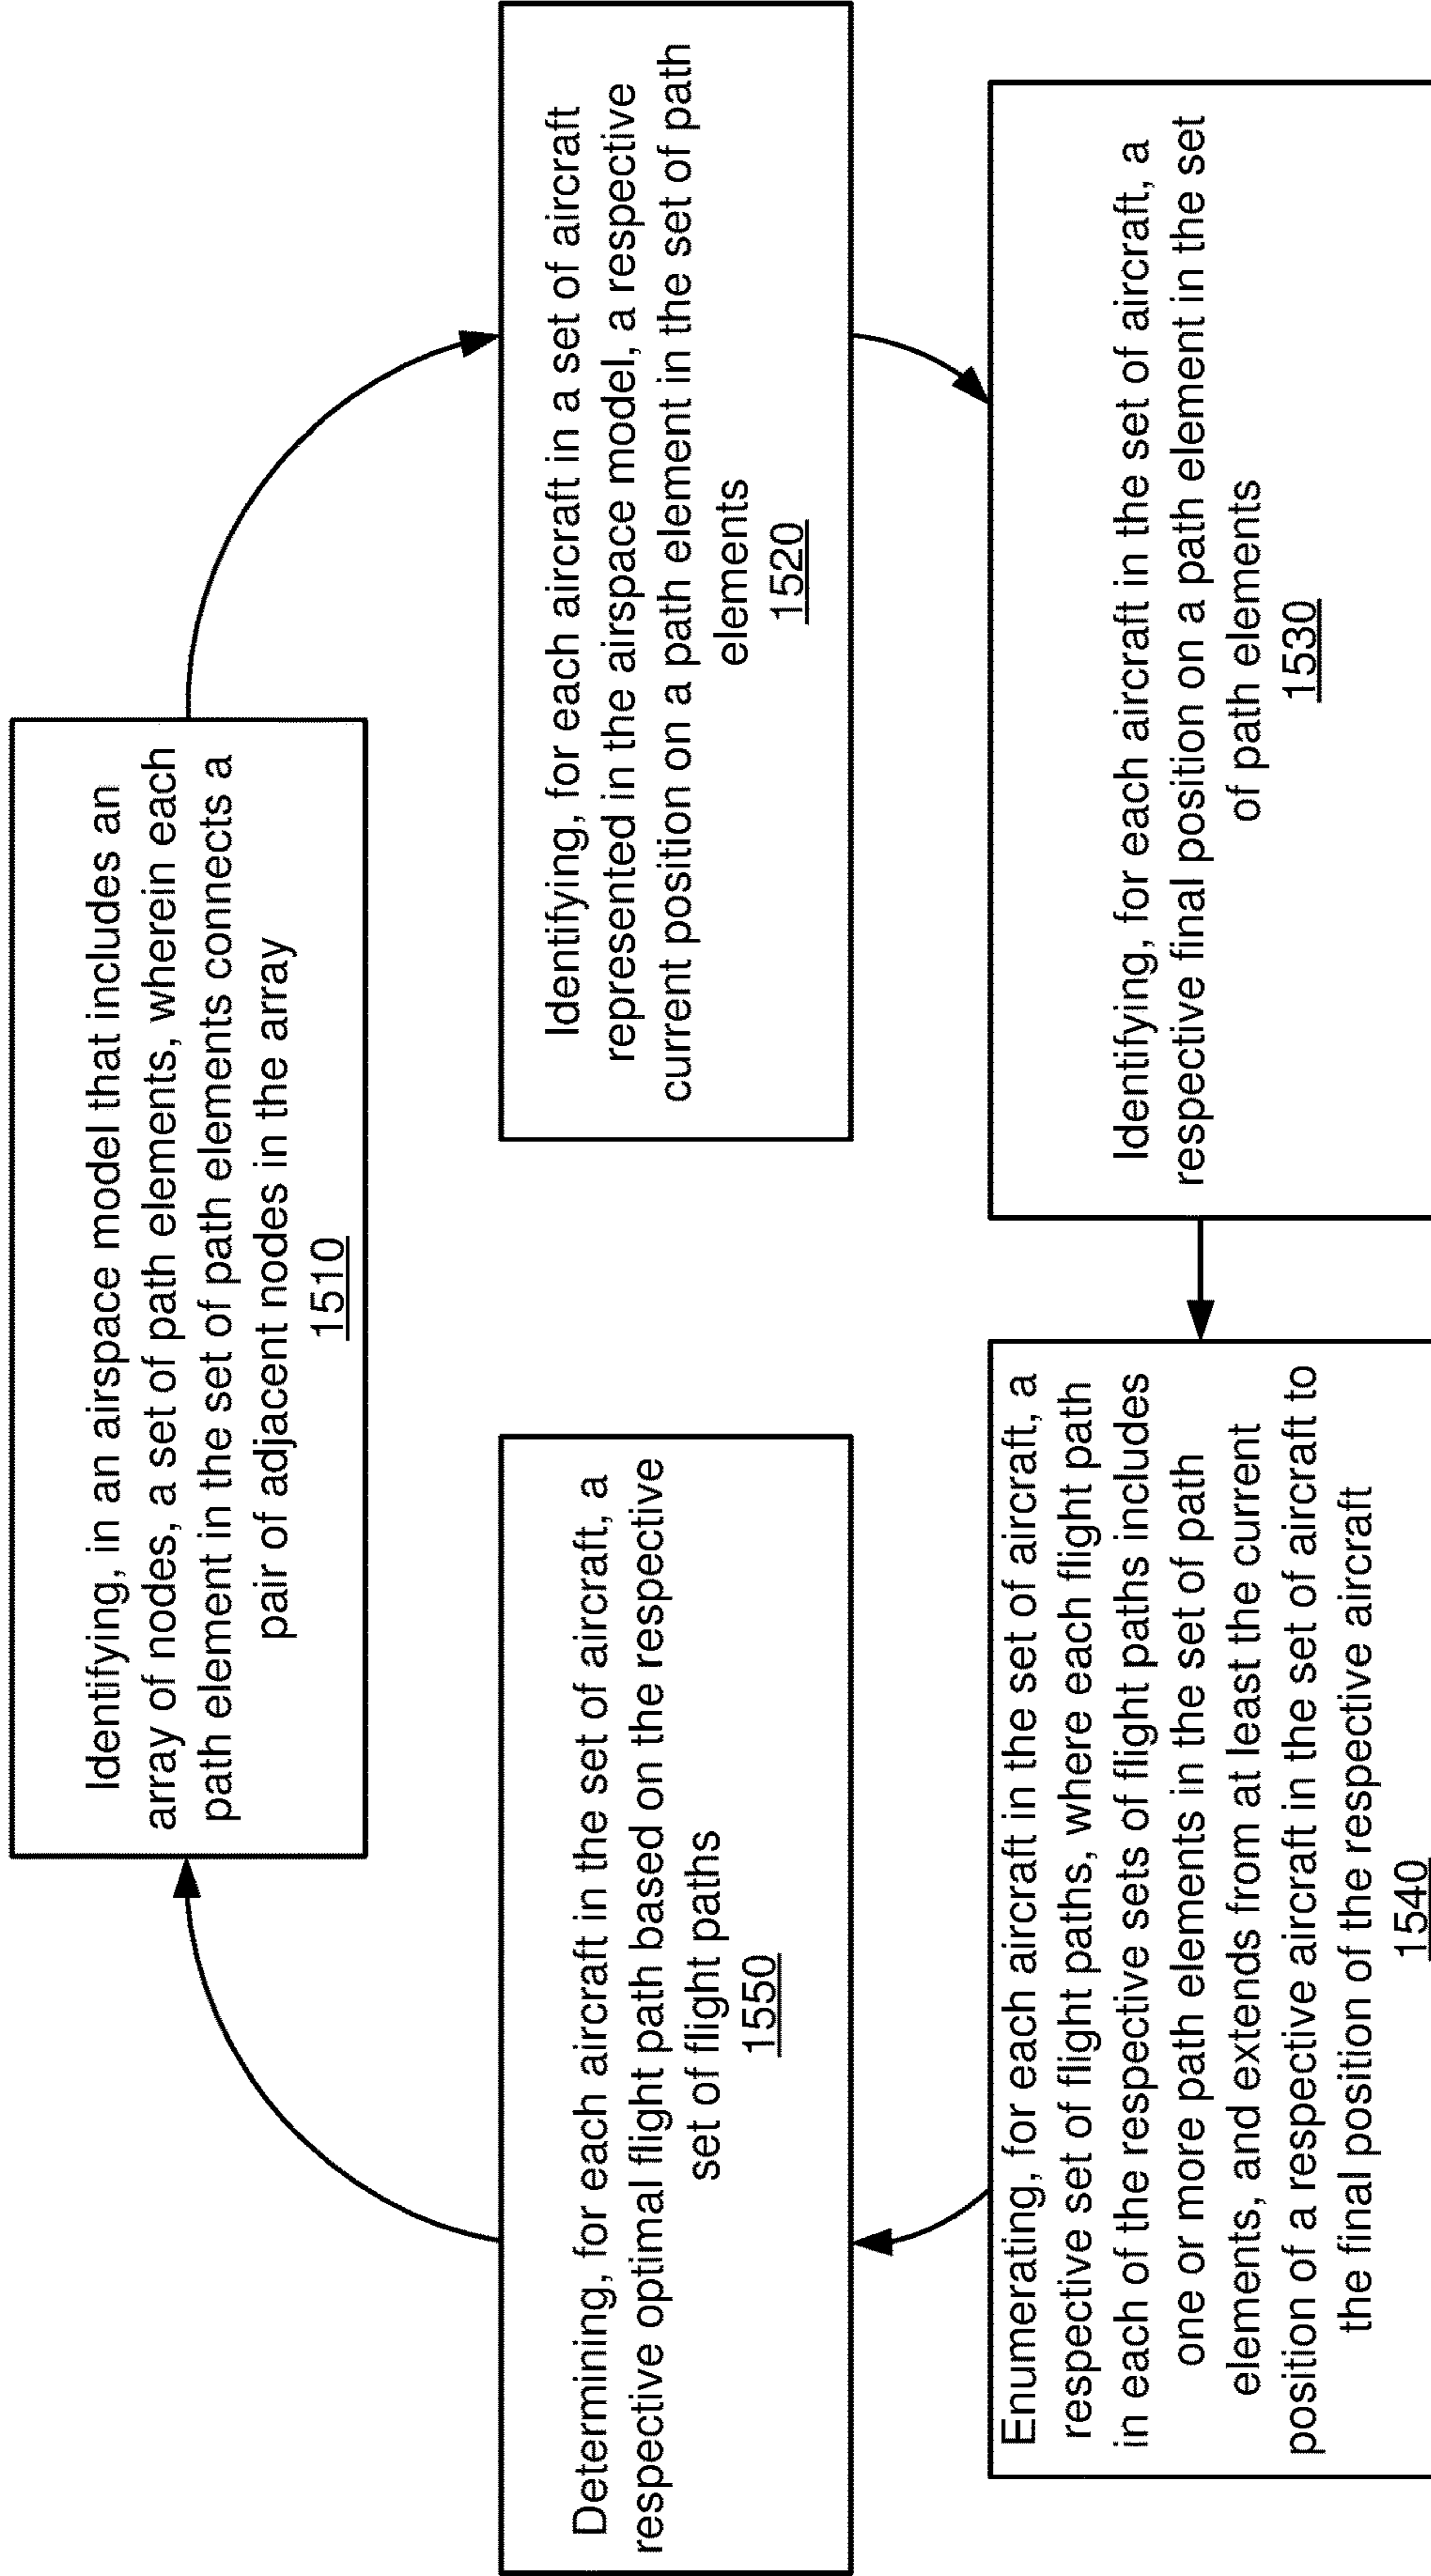 Identifying, in an airspace model that includes an
array of nodes, a set of path elements, wherein each
path element in the set of path elements connects a
pair of adjacent nodes in the array
1510
Identifying, for each aircraft in a set of aircraft
represented in the airspace model, a respective
current position on a path element in the set of path
elements
1520
Identifying, for each aircraft in the set of aircraft, a
respective final position on a path element in the set
of path elements
1530
Enumerating, for each aircraft in the set of aircraft, a
respective set of flight paths, where each flight path
in each of the respective sets of flight paths includes
one or more path elements in the set of path
elements, and extends from at least the current
position of a respective aircraft in the set of aircraft to
the final position of the respective aircraft
1540
Determining, for each aircraft in the set of aircraft, a
respective optimal flight path based on the respective
set of flight paths
1550